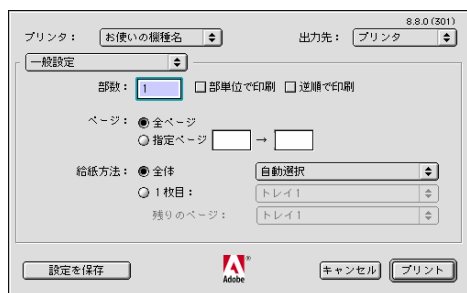 8.8.0 (301)
プリンタ： お使いの機種名 出力先： プリンタ
一般設定
部数： 1 部単位で印刷 逆順で印刷
ページ： 全ページ
指定ページ →
給紙方法： 全体 自動選択
1 枚目： トレイ1
残りのページ： トレイ1
設定を保存 Adobe キャンセル プリント